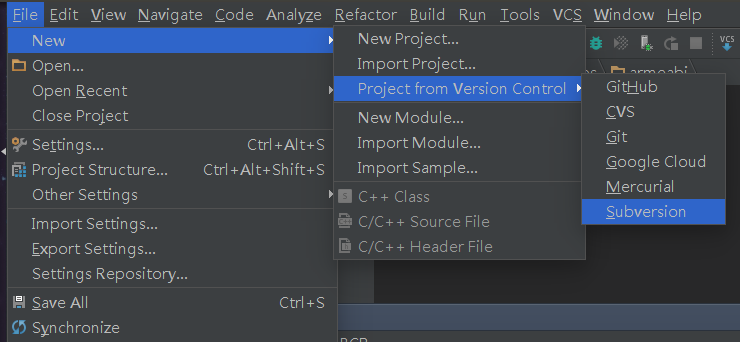 File Edit View Navigate Code Analyze Refactor Build Run Tools VCS Window Help
New
Open...
Open Recent
Close Project
Settings... Ctrl+Alt+S
Project Structure... Ctrl+Alt+Shift+S
Other Settings
Import Settings...
Export Settings...
Settings Repository...
Save All Ctrl+S
Synchronize
New Project...
Import Project...
Project from Version Control
New Module...
Import Module...
Import Sample...
C++ Class
C/C++ Source File
C/C++ Header File
GitHub
CVS
Git
Google Cloud
Mercurial
Subversion
VCS
armeabi